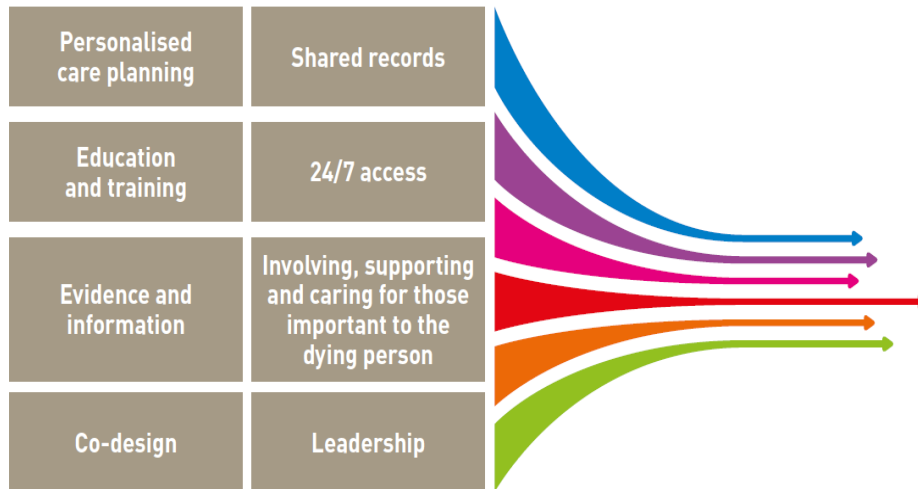 Personalised
care planning
Shared records
Education
and training
24/7 access
Evidence and
information
Involving, supporting
and caring for those
important to the
dying person
Co-design
Leadership